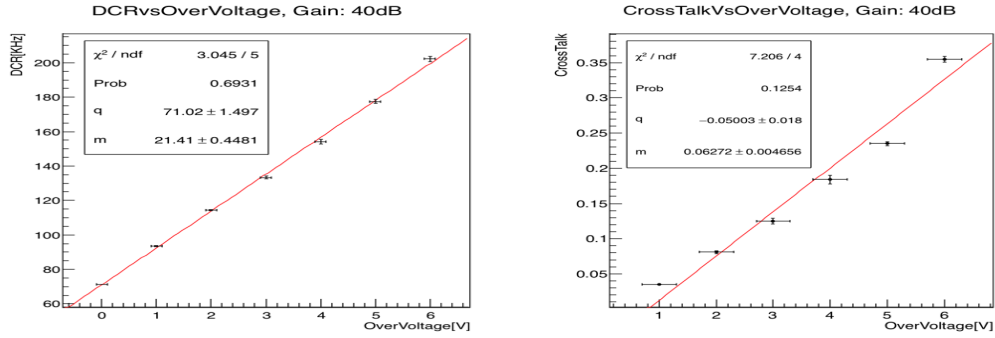 DCRvsOverVoltage, Gain: 40dB
DCR[KHz]
χ² / ndf 3.045 / 5
Prob 0.6931
q 71.02 ± 1.497
m 21.41 ± 0.4481
200
180
160
140
120
100
80
60
0 1 2 3 4 5 6
OverVoltage[V]
CrossTalkVsOverVoltage, Gain: 40dB
CrossTalk
χ² / ndf 7.206 / 4
Prob 0.1254
q −0.05003 ± 0.018
m 0.06272 ± 0.004656
0.35
0.3
0.25
0.2
0.15
0.1
0.05
1 2 3 4 5 6
OverVoltage[V]